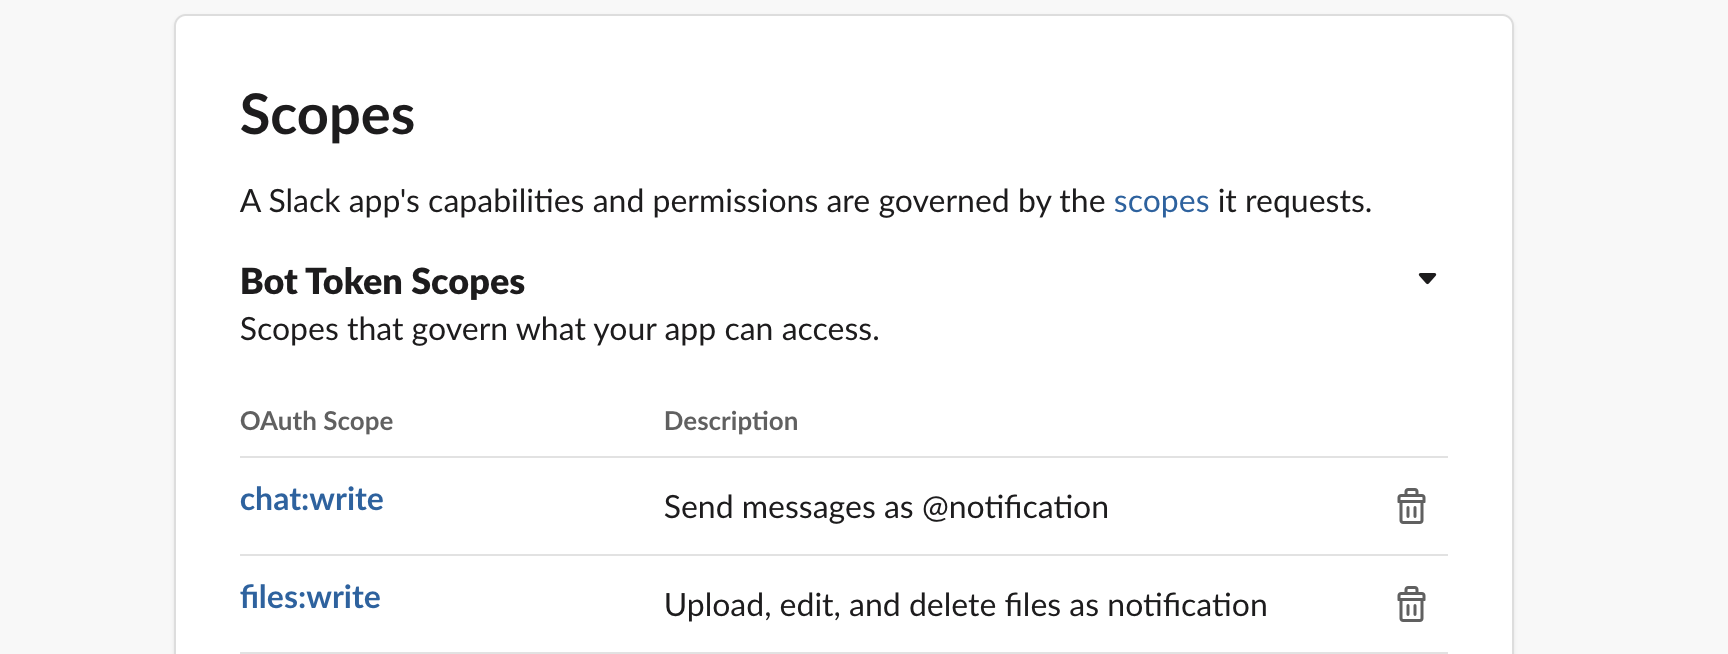 Scopes
A Slack app's capabilities and permissions are governed by the scopes it requests.
Bot Token Scopes
Scopes that govern what your app can access.
OAuth Scope Description
chat:write Send messages as @notification
files:write Upload, edit, and delete files as notification